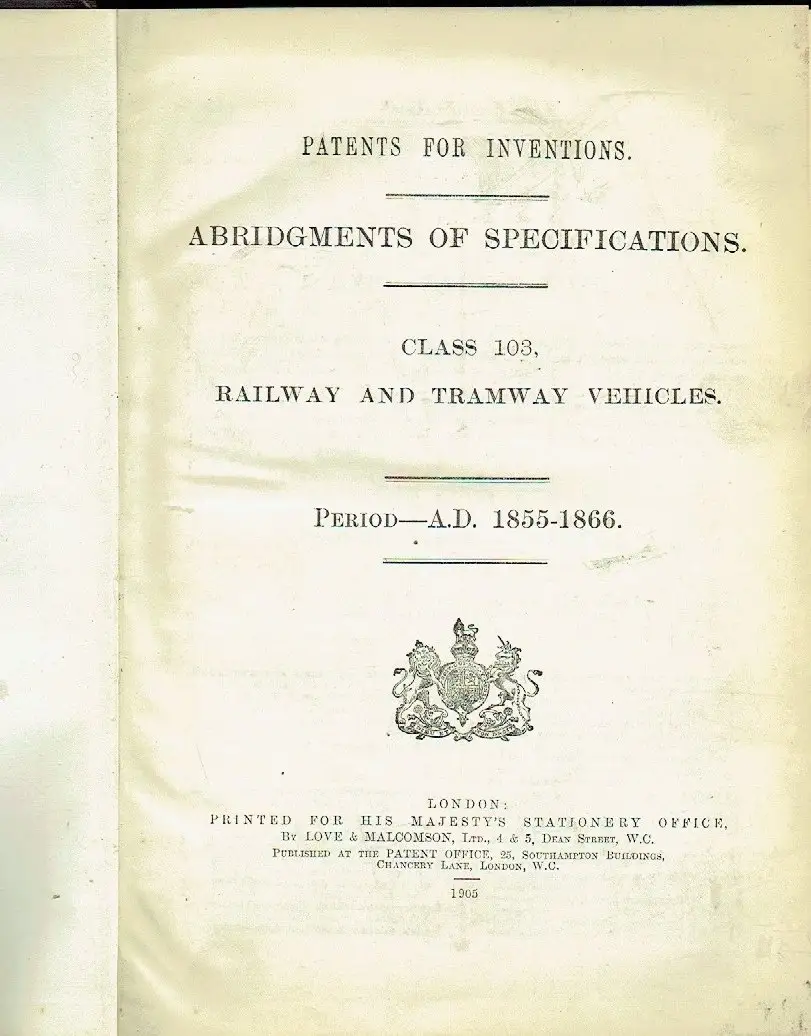 PATENTS FOR INVENTIONS.
ABRIDGMENTS OF SPECIFICATIONS.
CLASS 103,
RAILWAY AND TRAMWAY VEHICLES.
PERIOD—A.D. 1855-1866.
LONDON:
PRINTED FOR HIS MAJESTY'S STATIONERY OFFICE,
BY LOVE & MALCOMSON, LTD., 4 & 5, DEAN STREET, W.C.
PUBLISHED AT THE PATENT OFFICE, 25, SOUTHAMPTON BUILDINGS,
CHANCERY LANE, LONDON, W.C.
1905